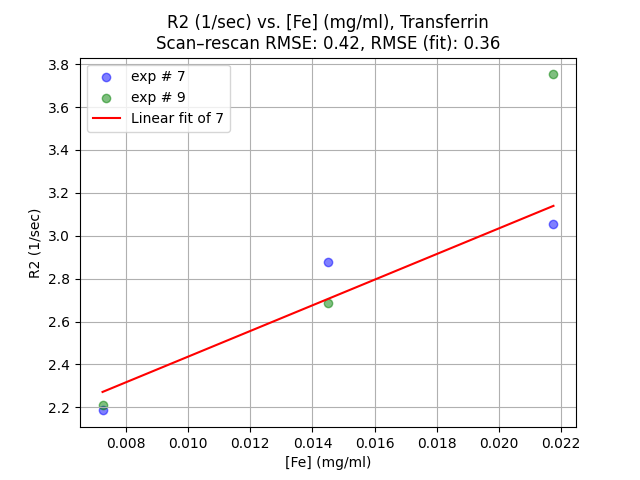 R2 (1/sec) vs. [Fe] (mg/ml), Transferrin
Scan–rescan RMSE: 0.42, RMSE (fit): 0.36
exp # 7
exp # 9
Linear fit of 7
R2 (1/sec)
3.8
3.6
3.4
3.2
3.0
2.8
2.6
2.4
2.2
0.008 0.010 0.012 0.014 0.016 0.018 0.020 0.022
[Fe] (mg/ml)